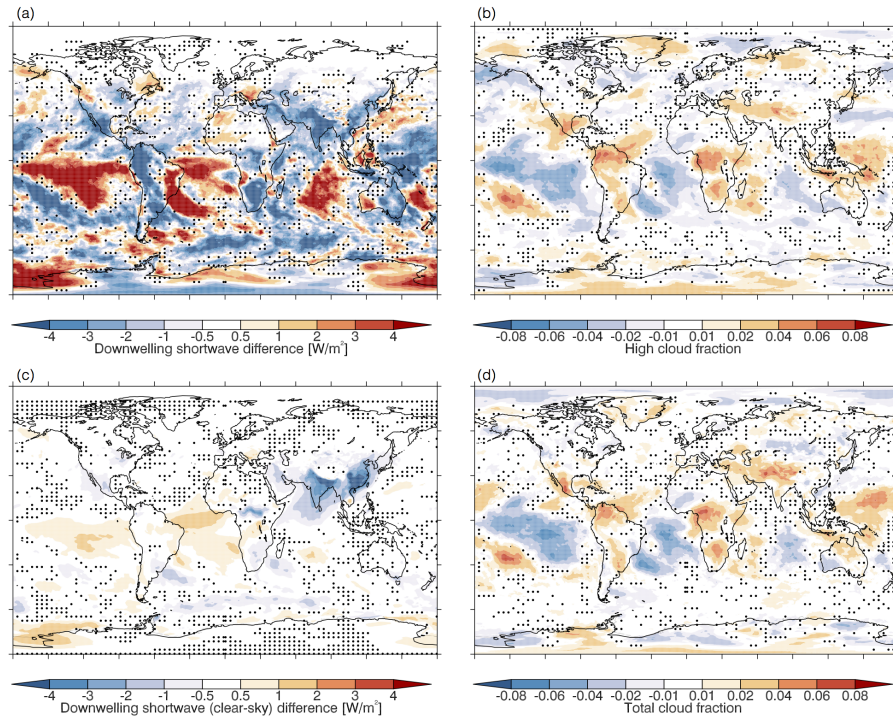 (a)
(b)
-4 -3 -2 -1 -0.5 0.5 1 2 3 4
Downwelling shortwave difference [W/m²]
-0.08 -0.06 -0.04 -0.02 -0.01 0.01 0.02 0.04 0.06 0.08
High cloud fraction
(c)
(d)
-4 -3 -2 -1 -0.5 0.5 1 2 3 4
Downwelling shortwave (clear-sky) difference [W/m²]
-0.08 -0.06 -0.04 -0.02 -0.01 0.01 0.02 0.04 0.06 0.08
Total cloud fraction